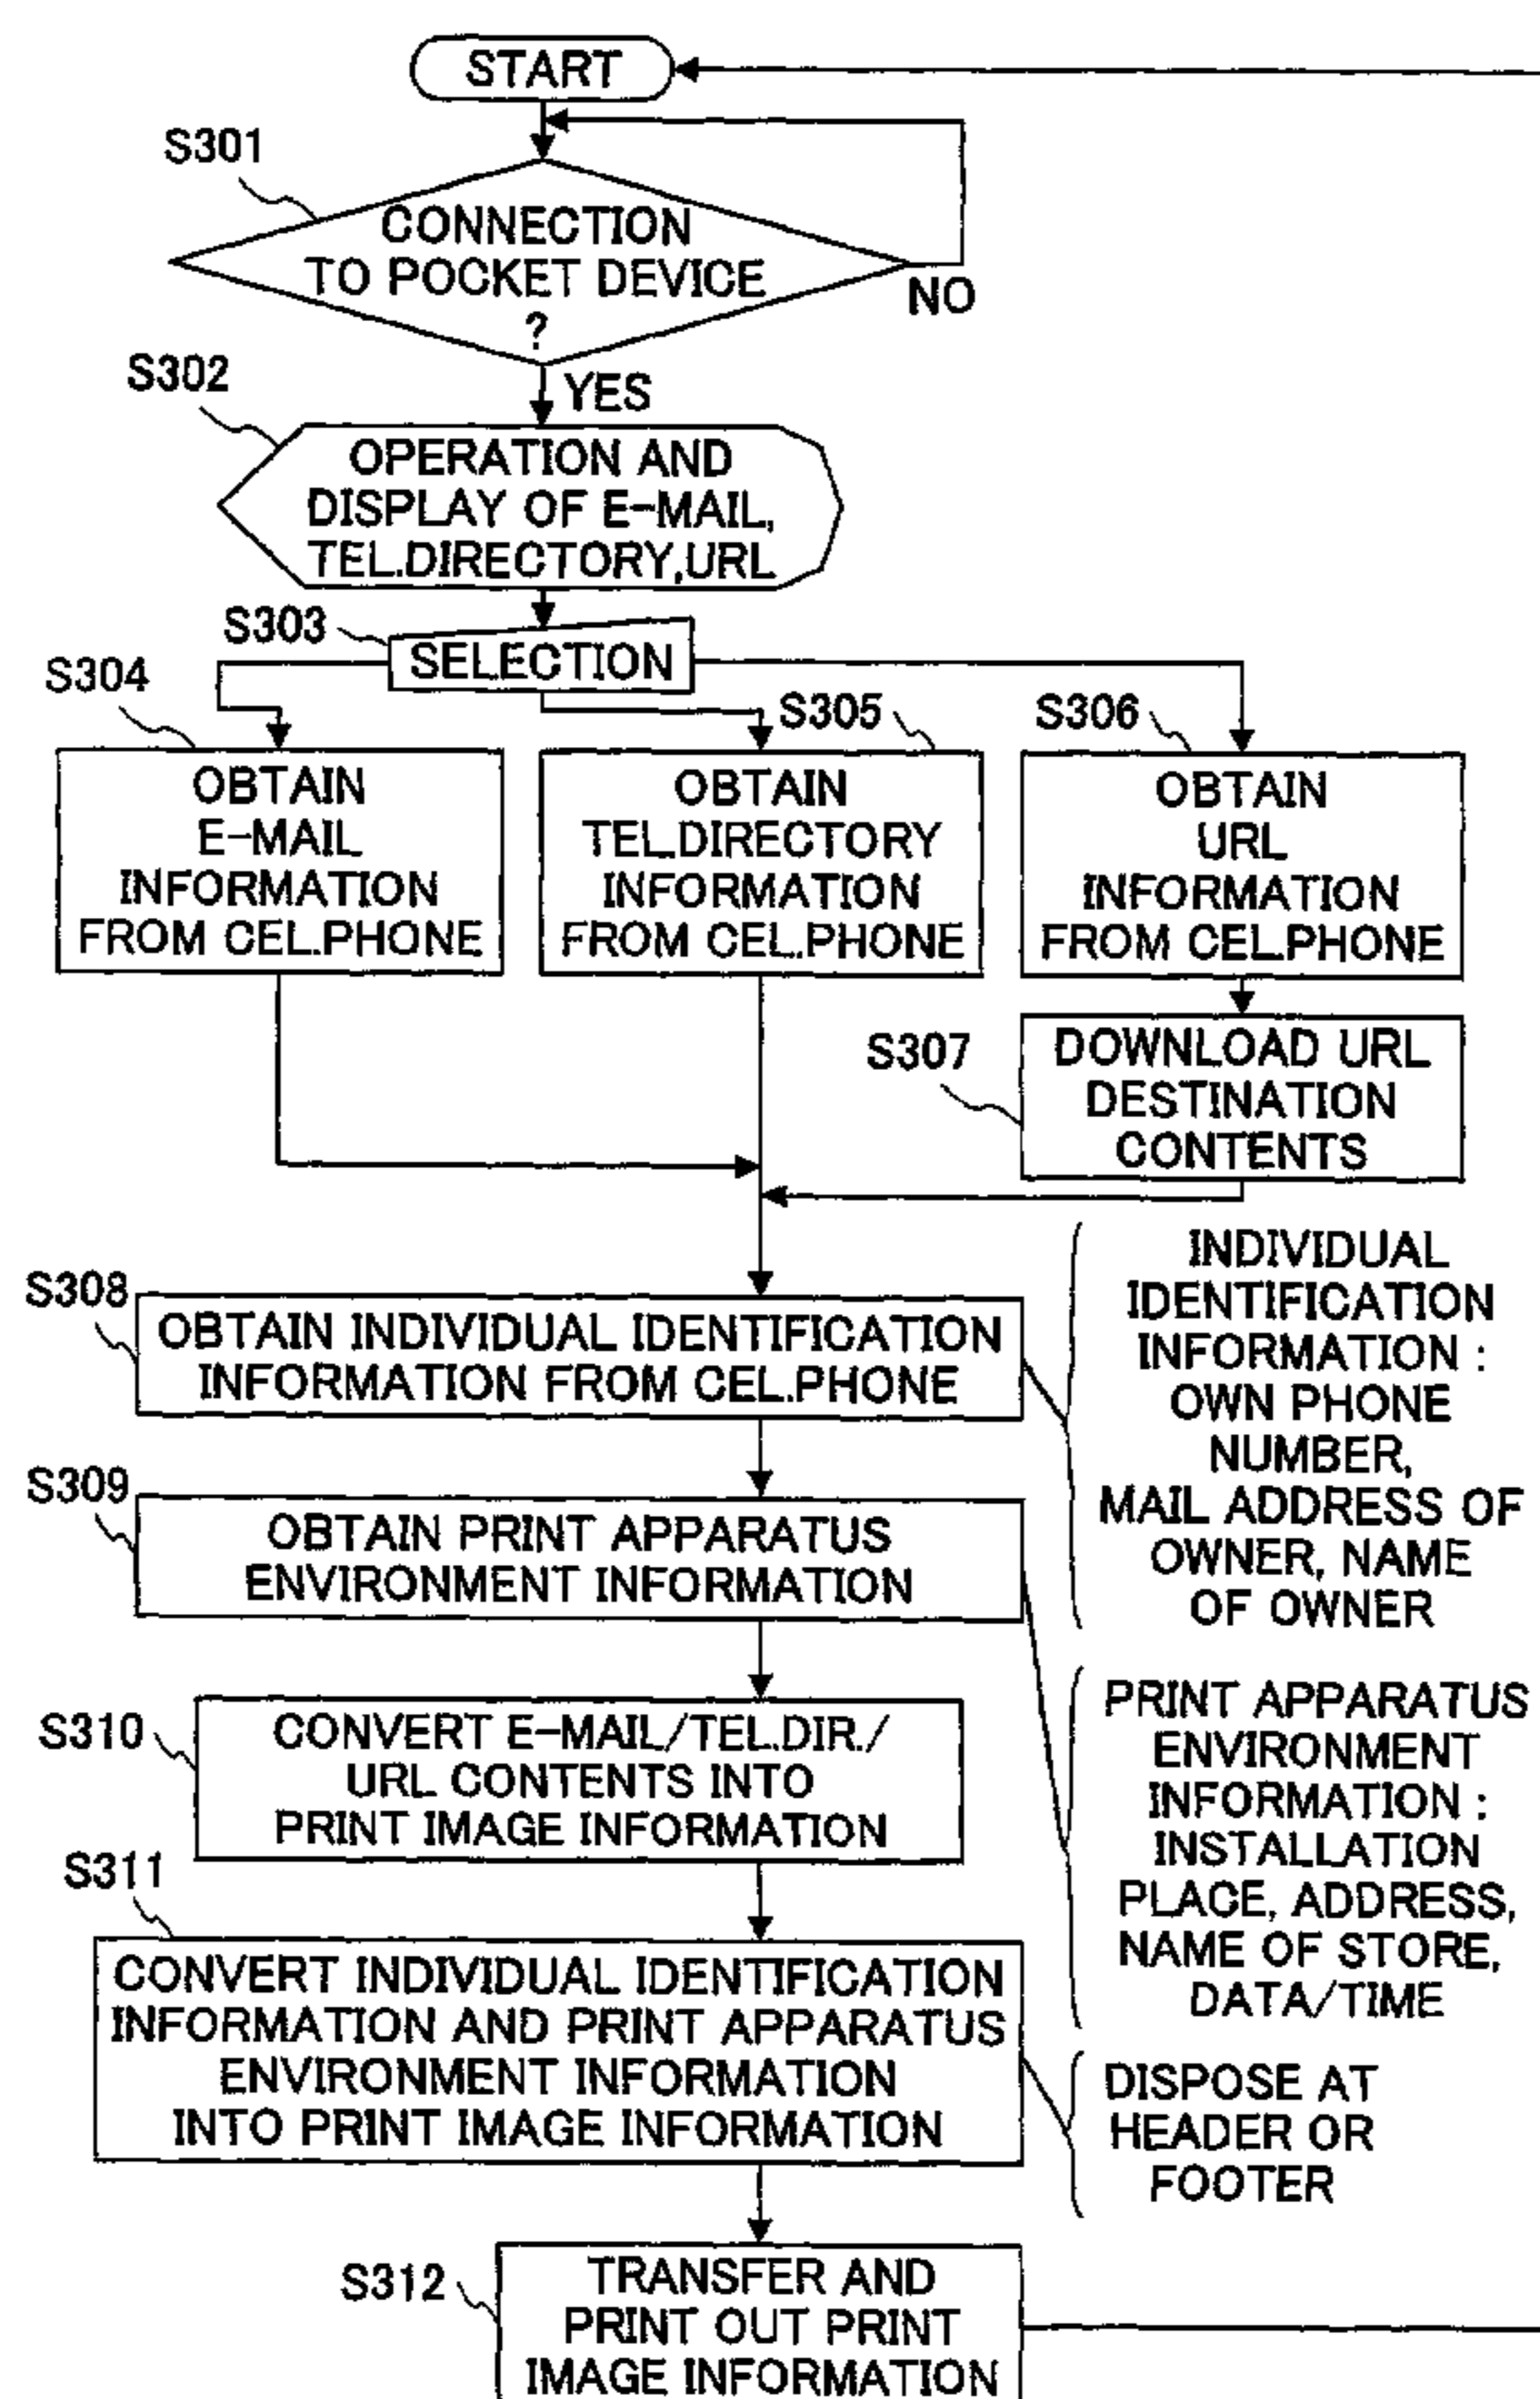 START
S301
CONNECTION
TO POCKET DEVICE
?
NO
YES
S302
OPERATION AND
DISPLAY OF E-MAIL,
TEL.DIRECTORY,URL
S303
SELECTION
S304
OBTAIN
E-MAIL
INFORMATION
FROM CEL.PHONE
S305
OBTAIN
TEL.DIRECTORY
INFORMATION
FROM CEL.PHONE
S306
OBTAIN
URL
INFORMATION
FROM CEL.PHONE
S307
DOWNLOAD URL
DESTINATION
CONTENTS
S308
OBTAIN INDIVIDUAL IDENTIFICATION
INFORMATION FROM CEL.PHONE
INDIVIDUAL
IDENTIFICATION
INFORMATION :
OWN PHONE
NUMBER,
MAIL ADDRESS OF
OWNER, NAME
OF OWNER
S309
OBTAIN PRINT APPARATUS
ENVIRONMENT INFORMATION
PRINT APPARATUS
ENVIRONMENT
INFORMATION :
INSTALLATION
PLACE, ADDRESS,
NAME OF STORE,
DATA/TIME
S310
CONVERT E-MAIL/TEL.DIR./
URL CONTENTS INTO
PRINT IMAGE INFORMATION
S311
CONVERT INDIVIDUAL IDENTIFICATION
INFORMATION AND PRINT APPARATUS
ENVIRONMENT INFORMATION
INTO PRINT IMAGE INFORMATION
DISPOSE AT
HEADER OR
FOOTER
S312
TRANSFER AND
PRINT OUT PRINT
IMAGE INFORMATION